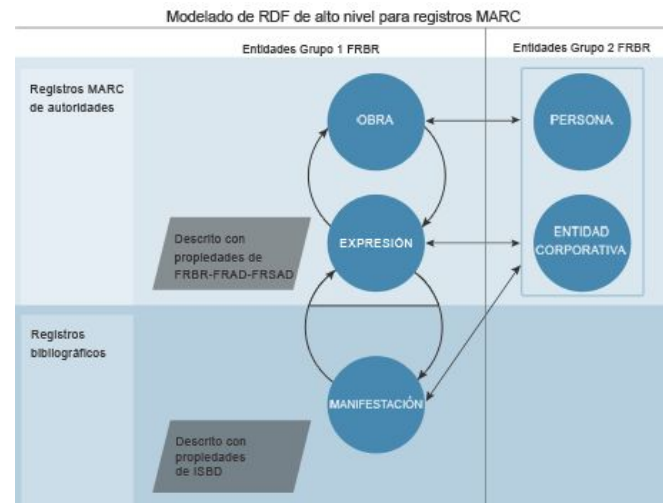 Modelado de RDF de alto nivel para registros MARC
Entidades Grupo 1 FRBR
Entidades Grupo 2 FRBR
Registros MARC
de autoridades
OBRA
PERSONA
Descrito con
propiedades de
FRBR-FRAD-FRSAD
EXPRESIÓN
ENTIDAD
CORPORATIVA
Registros
bibliográficos
MANIFESTACIÓN
Descrito con
propiedades
de ISBD